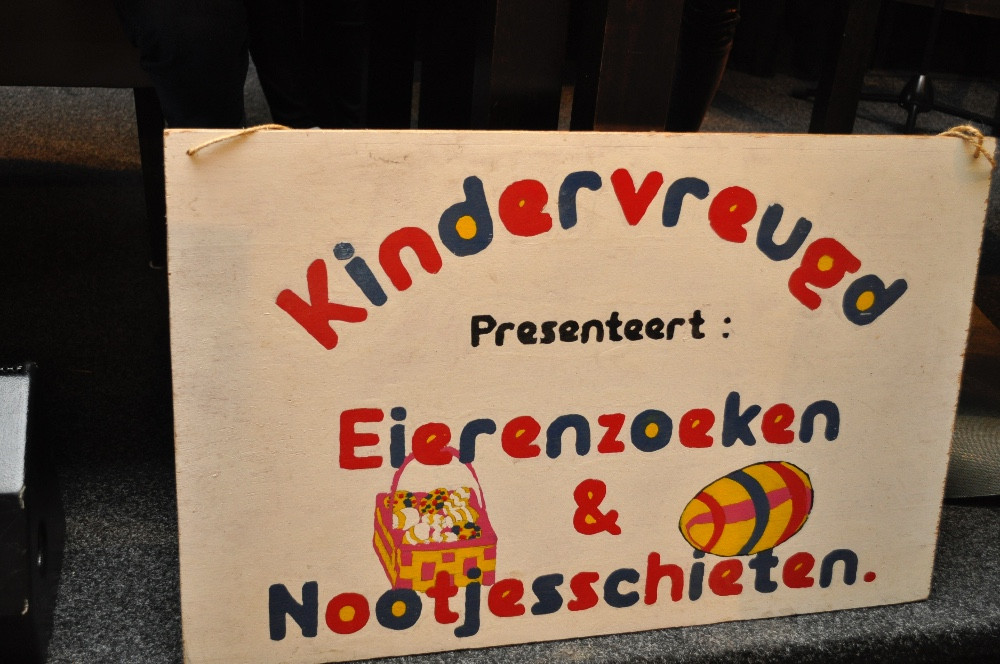 Kindervreugd
Presenteert :
Eierenzoeken
&
Nootjesschieten.